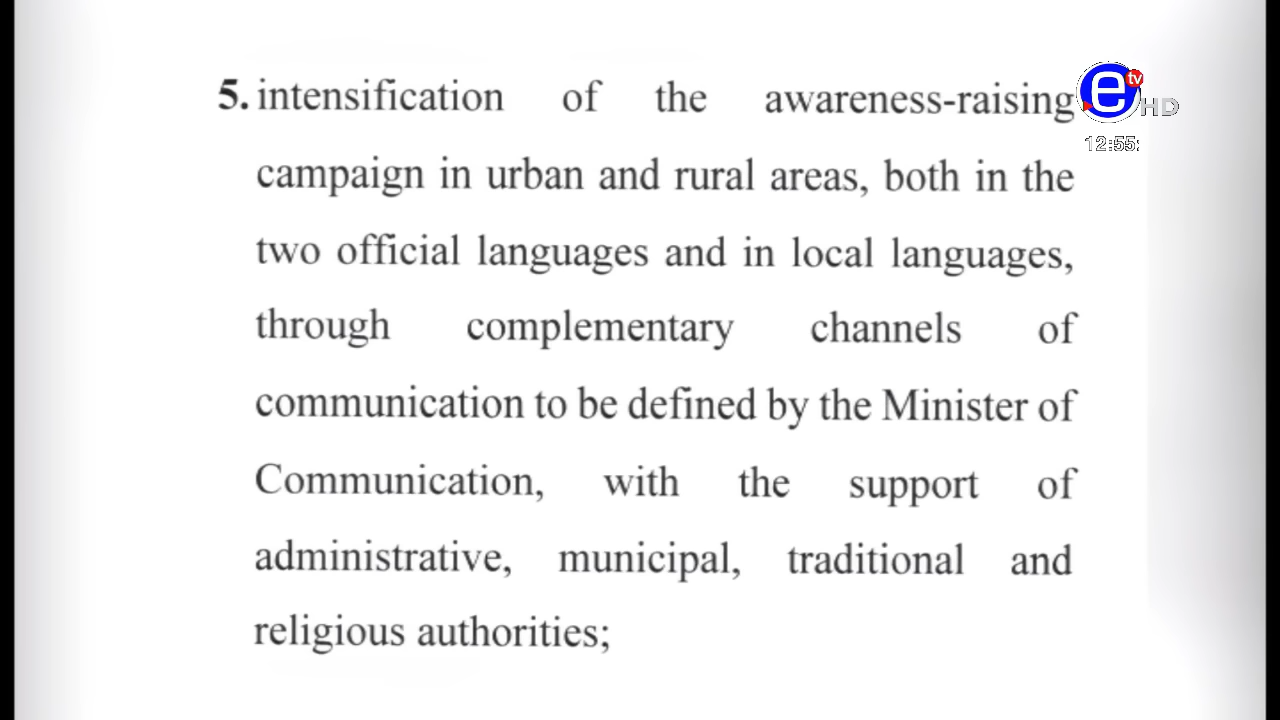 5. intensification of the awareness-raising
campaign in urban and rural areas, both in the
two official languages and in local languages,
through complementary channels of
communication to be defined by the Minister of
Communication, with the support of
administrative, municipal, traditional and
religious authorities;
e tv
HD
12:55: